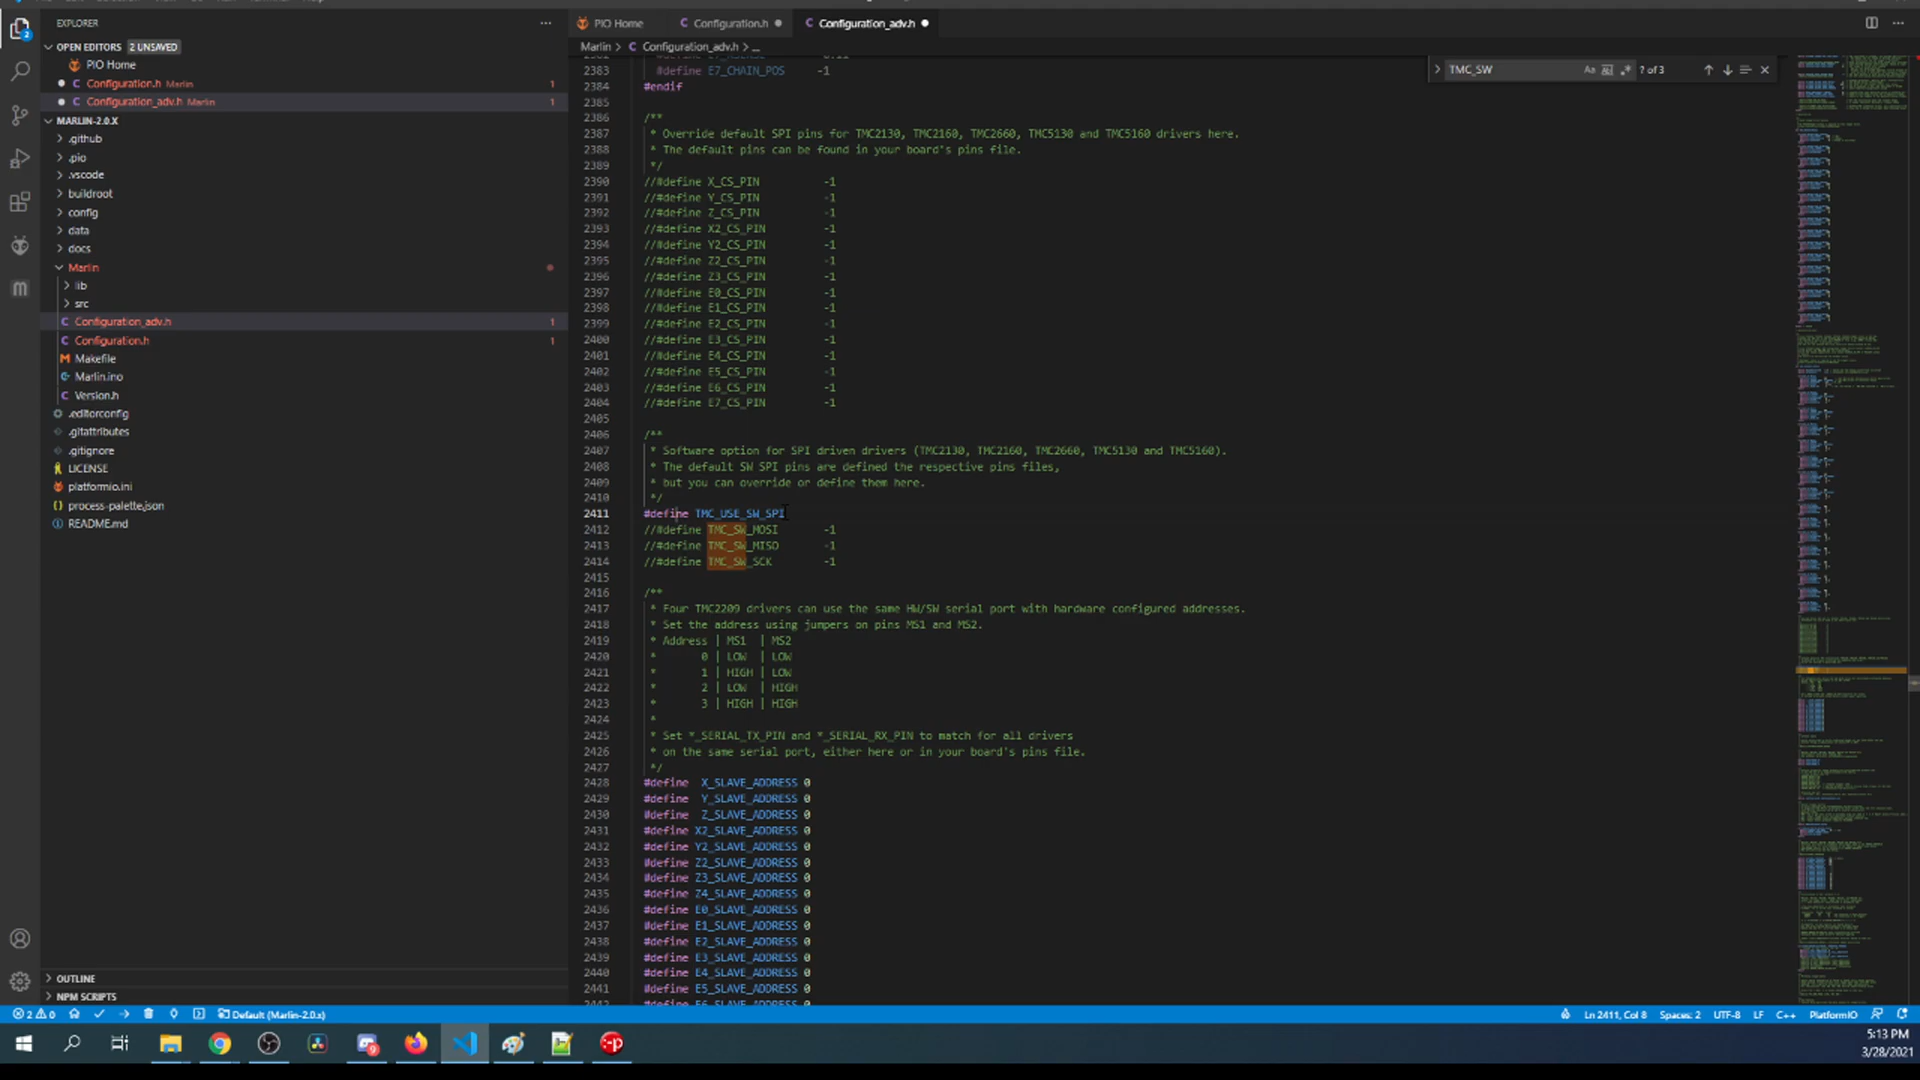 EXPLORER
OPEN EDITORS 2 UNSAVED
PIO Home
Configuration.h Marlin 1
Configuration_adv.h Marlin 1
MARLIN-2.0.X
.github
.pio
.vscode
buildroot
config
data
docs
Marlin
lib
src
Configuration_adv.h 1
Configuration.h 1
Makefile
Marlin.ino
Version.h
.editorconfig
.gitattributes
.gitignore
LICENSE
platformio.ini
process-palette.json
README.md
OUTLINE
NPM SCRIPTS
PIO Home Configuration.h Configuration_adv.h
Marlin > Configuration_adv.h > ...
TMC_SW ? of 3
2383 #define E7_CHAIN_POS -1
2384 #endif
2385
2386 /**
2387 * Override default SPI pins for TMC2130, TMC2160, TMC2660, TMC5130 and TMC5160 drivers here.
2388 * The default pins can be found in your board's pins file.
2389 */
2390 //#define X_CS_PIN -1
2391 //#define Y_CS_PIN -1
2392 //#define Z_CS_PIN -1
2393 //#define X2_CS_PIN -1
2394 //#define Y2_CS_PIN -1
2395 //#define Z2_CS_PIN -1
2396 //#define Z3_CS_PIN -1
2397 //#define E0_CS_PIN -1
2398 //#define E1_CS_PIN -1
2399 //#define E2_CS_PIN -1
2400 //#define E3_CS_PIN -1
2401 //#define E4_CS_PIN -1
2402 //#define E5_CS_PIN -1
2403 //#define E6_CS_PIN -1
2404 //#define E7_CS_PIN -1
2405
2406 /**
2407 * Software option for SPI driven drivers (TMC2130, TMC2160, TMC2660, TMC5130 and TMC5160).
2408 * The default SW SPI pins are defined the respective pins files,
2409 * but you can override or define them here.
2410 */
2411 #define TMC_USE_SW_SPI
2412 //#define TMC_SW_MOSI -1
2413 //#define TMC_SW_MISO -1
2414 //#define TMC_SW_SCK -1
2415
2416 /**
2417 * Four TMC2209 drivers can use the same HW/SW serial port with hardware configured addresses.
2418 * Set the address using jumpers on pins MS1 and MS2.
2419 * Address | MS1 | MS2
2420 * 0 | LOW | LOW
2421 * 1 | HIGH | LOW
2422 * 2 | LOW | HIGH
2423 * 3 | HIGH | HIGH
2424 *
2425 * Set *_SERIAL_TX_PIN and *_SERIAL_RX_PIN to match for all drivers
2426 * on the same serial port, either here or in your board's pins file.
2427 */
2428 #define X_SLAVE_ADDRESS 0
2429 #define Y_SLAVE_ADDRESS 0
2430 #define Z_SLAVE_ADDRESS 0
2431 #define X2_SLAVE_ADDRESS 0
2432 #define Y2_SLAVE_ADDRESS 0
2433 #define Z2_SLAVE_ADDRESS 0
2434 #define Z3_SLAVE_ADDRESS 0
2435 #define Z4_SLAVE_ADDRESS 0
2436 #define E0_SLAVE_ADDRESS 0
2437 #define E1_SLAVE_ADDRESS 0
2438 #define E2_SLAVE_ADDRESS 0
2439 #define E3_SLAVE_ADDRESS 0
2440 #define E4_SLAVE_ADDRESS 0
2441 #define E5_SLAVE_ADDRESS 0
2 0 Default (Marlin-2.0.x) Ln 2411, Col 8 Spaces: 2 UTF-8 LF C++ PlatformIO
5:13 PM
3/28/2021